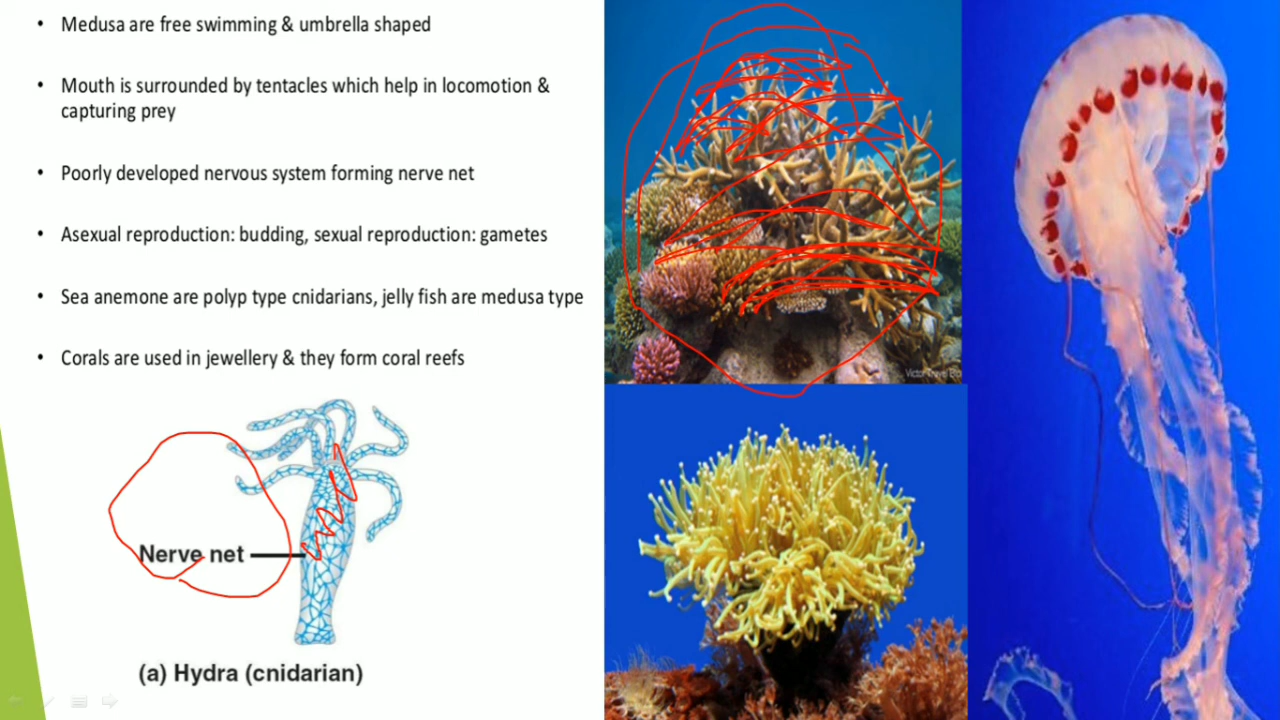 • Medusa are free swimming & umbrella shaped
• Mouth is surrounded by tentacles which help in locomotion &
capturing prey
• Poorly developed nervous system forming nerve net
• Asexual reproduction: budding, sexual reproduction: gametes
• Sea anemone are polyp type cnidarians, jelly fish are medusa type
• Corals are used in jewellery & they form coral reefs
Nerve net
(a) Hydra (cnidarian)
Victor Travel